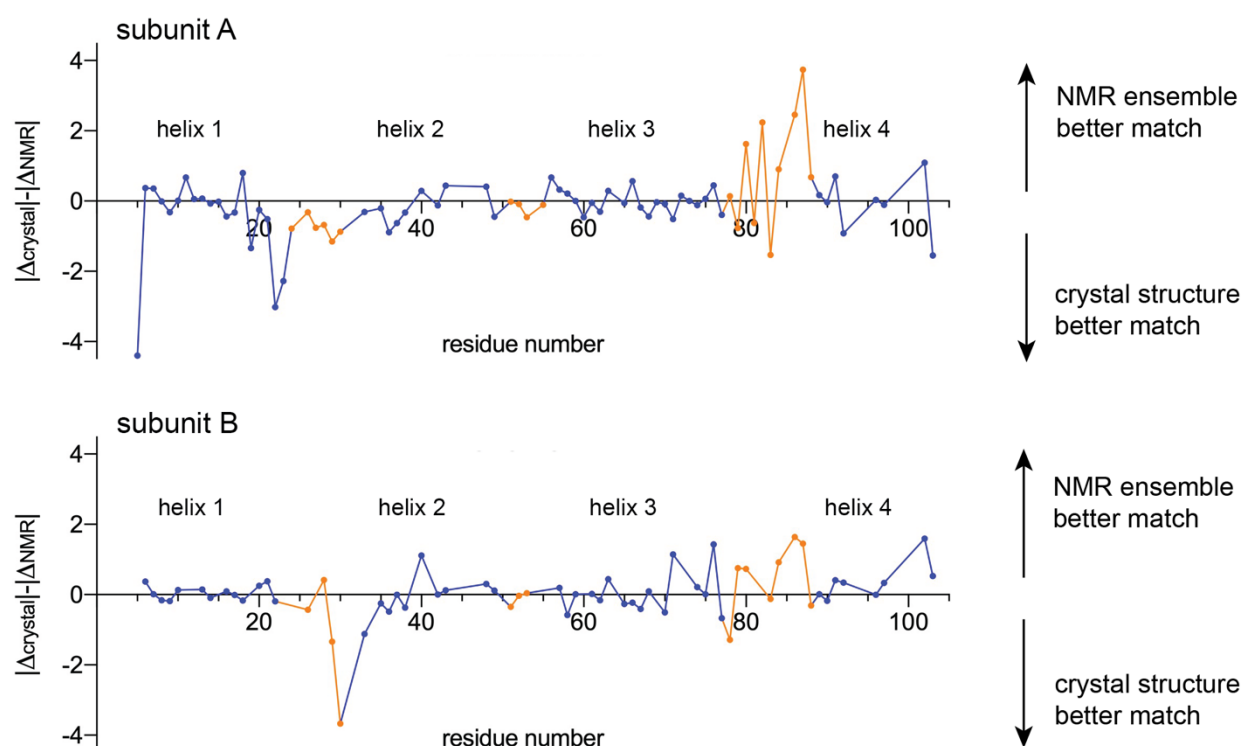 subunit A
4
2
0
-2
-4
|Δcrystal|-|ΔNMR|
helix 1
helix 2
helix 3
helix 4
20
40
60
80
100
residue number
NMR ensemble
better match
crystal structure
better match
subunit B
4
2
0
-2
-4
|Δcrystal|-|ΔNMR|
helix 1
helix 2
helix 3
helix 4
20
40
60
80
100
residue number
NMR ensemble
better match
crystal structure
better match